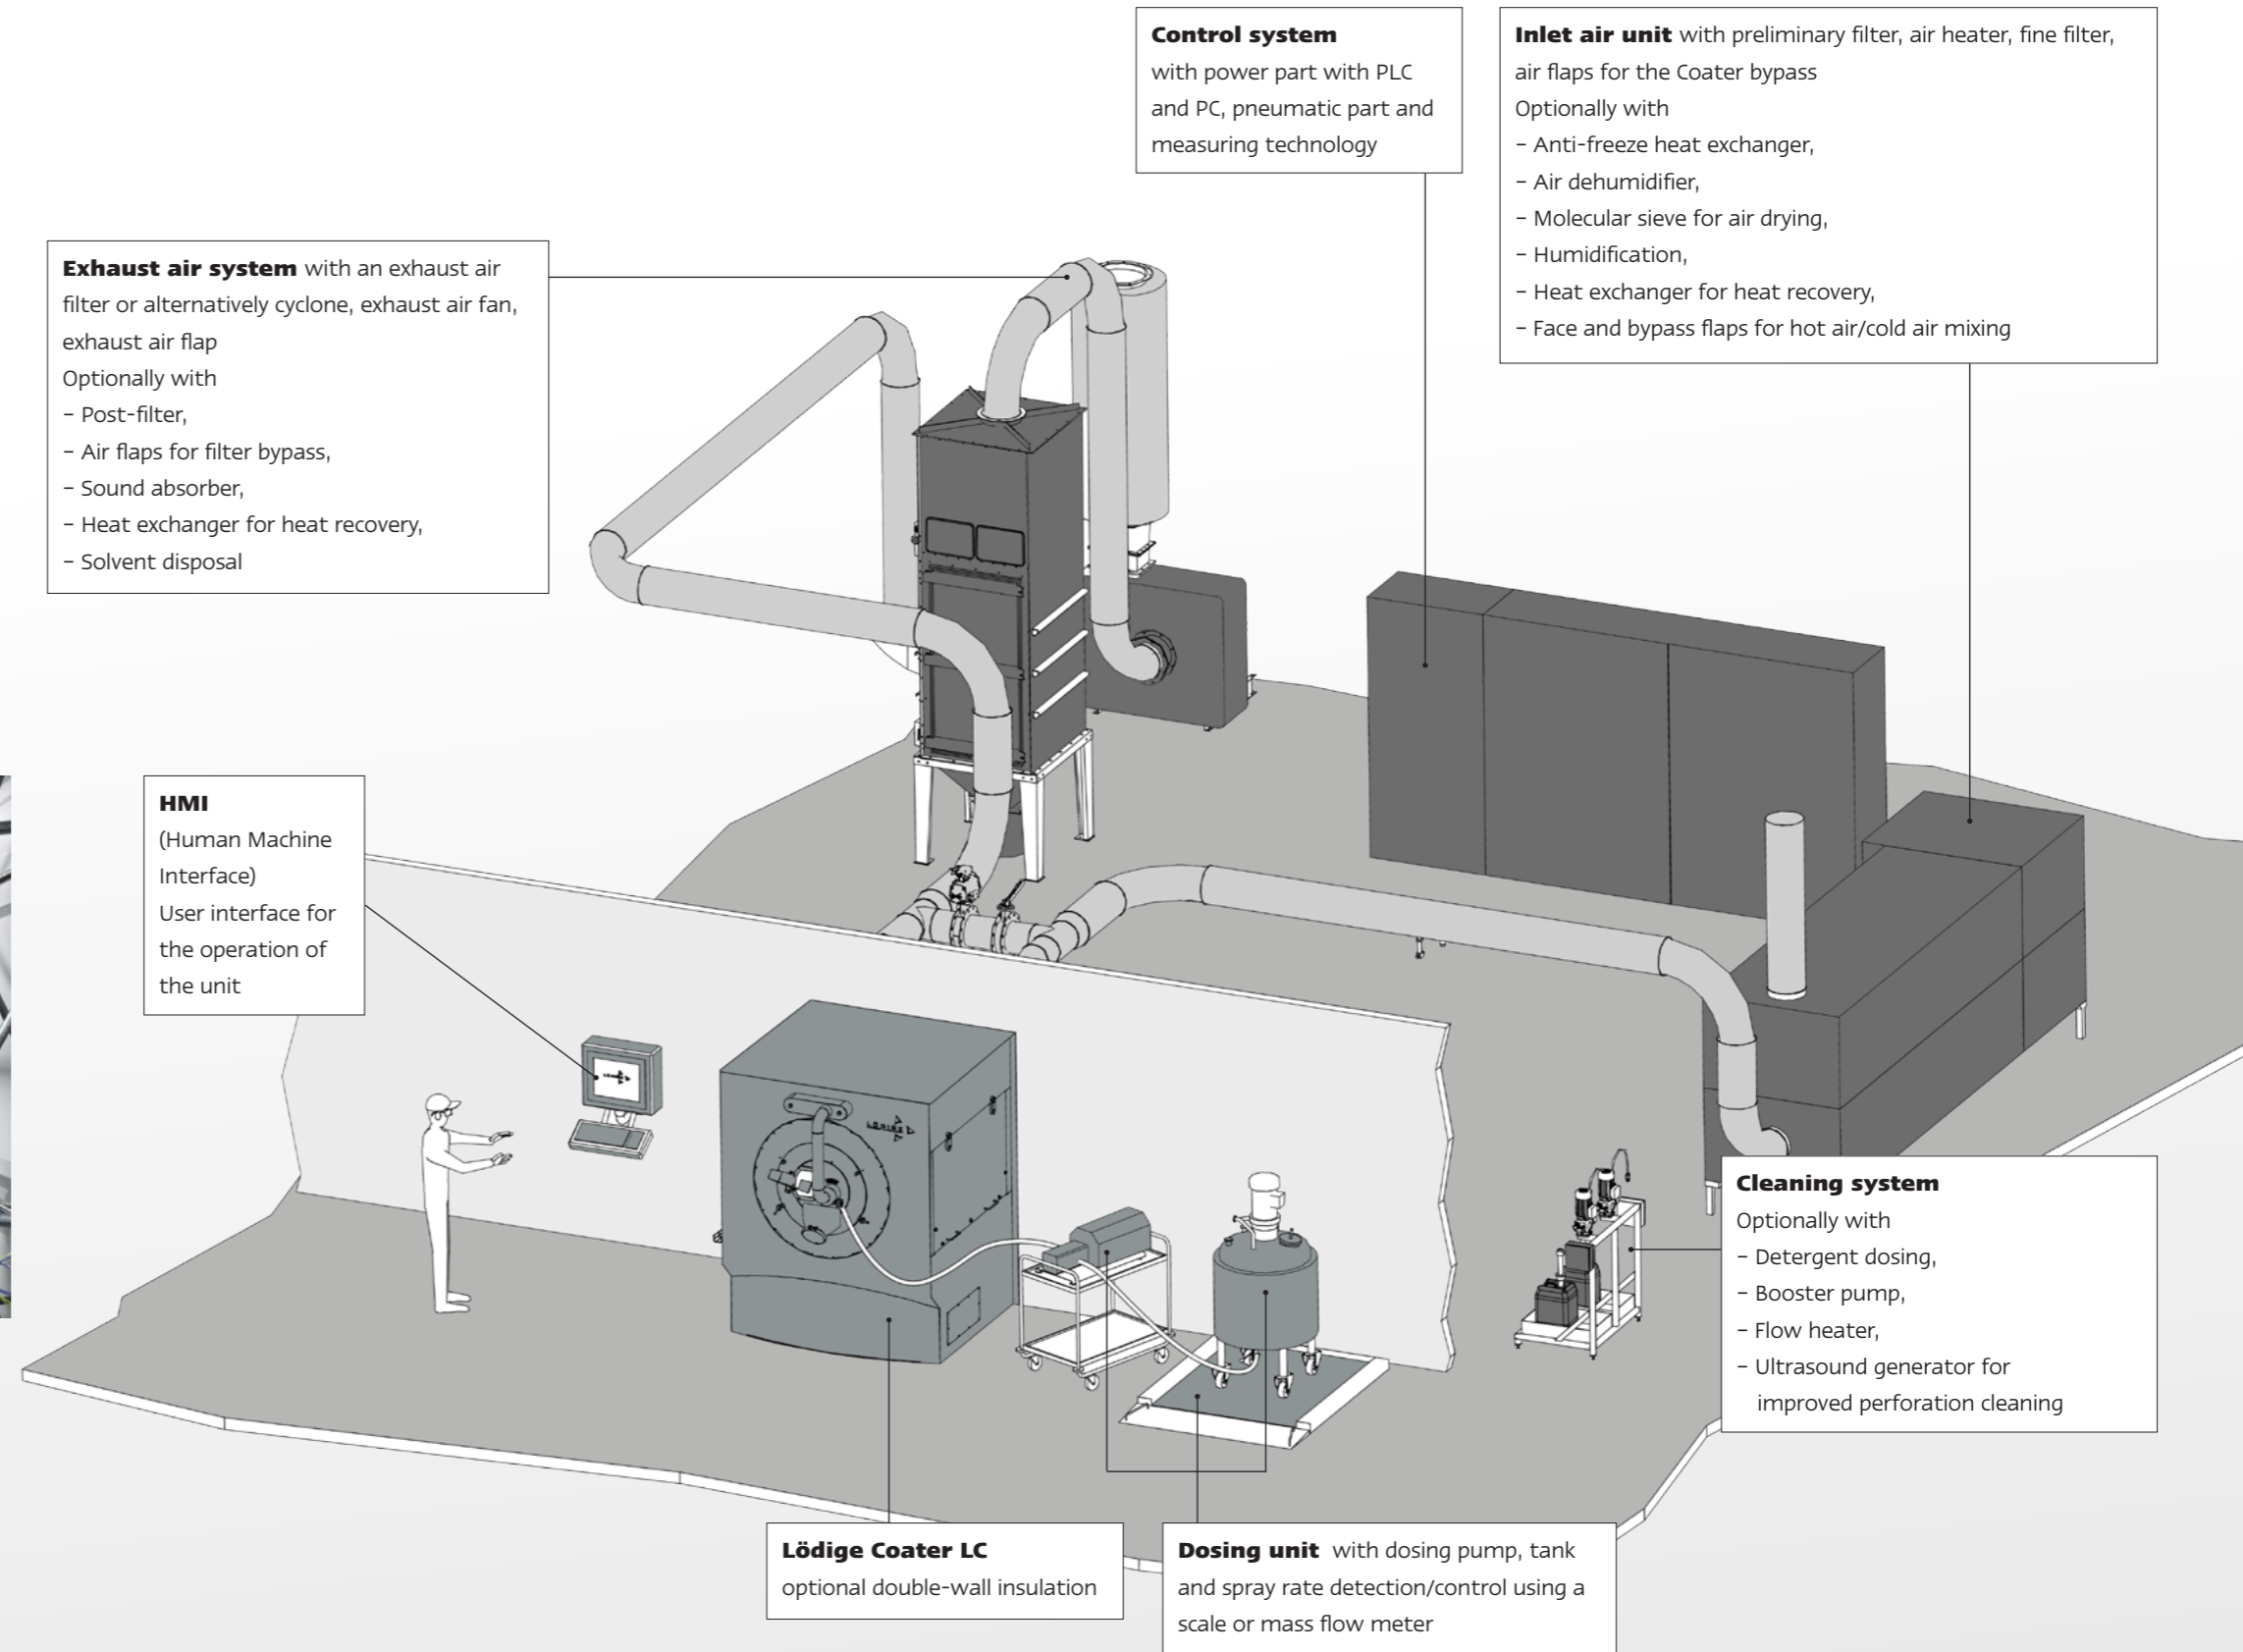 Control system
with power part with PLC
and PC, pneumatic part and
measuring technology
Inlet air unit with preliminary filter, air heater, fine filter,
air flaps for the Coater bypass
Optionally with
– Anti-freeze heat exchanger,
– Air dehumidifier,
– Molecular sieve for air drying,
– Humidification,
– Heat exchanger for heat recovery,
– Face and bypass flaps for hot air/cold air mixing
Exhaust air system with an exhaust air
filter or alternatively cyclone, exhaust air fan,
exhaust air flap
Optionally with
– Post-filter,
– Air flaps for filter bypass,
– Sound absorber,
– Heat exchanger for heat recovery,
– Solvent disposal
HMI
(Human Machine
Interface)
User interface for
the operation of
the unit
Cleaning system
Optionally with
– Detergent dosing,
– Booster pump,
– Flow heater,
– Ultrasound generator for
improved perforation cleaning
Lödige Coater LC
optional double-wall insulation
Dosing unit with dosing pump, tank
and spray rate detection/control using a
scale or mass flow meter